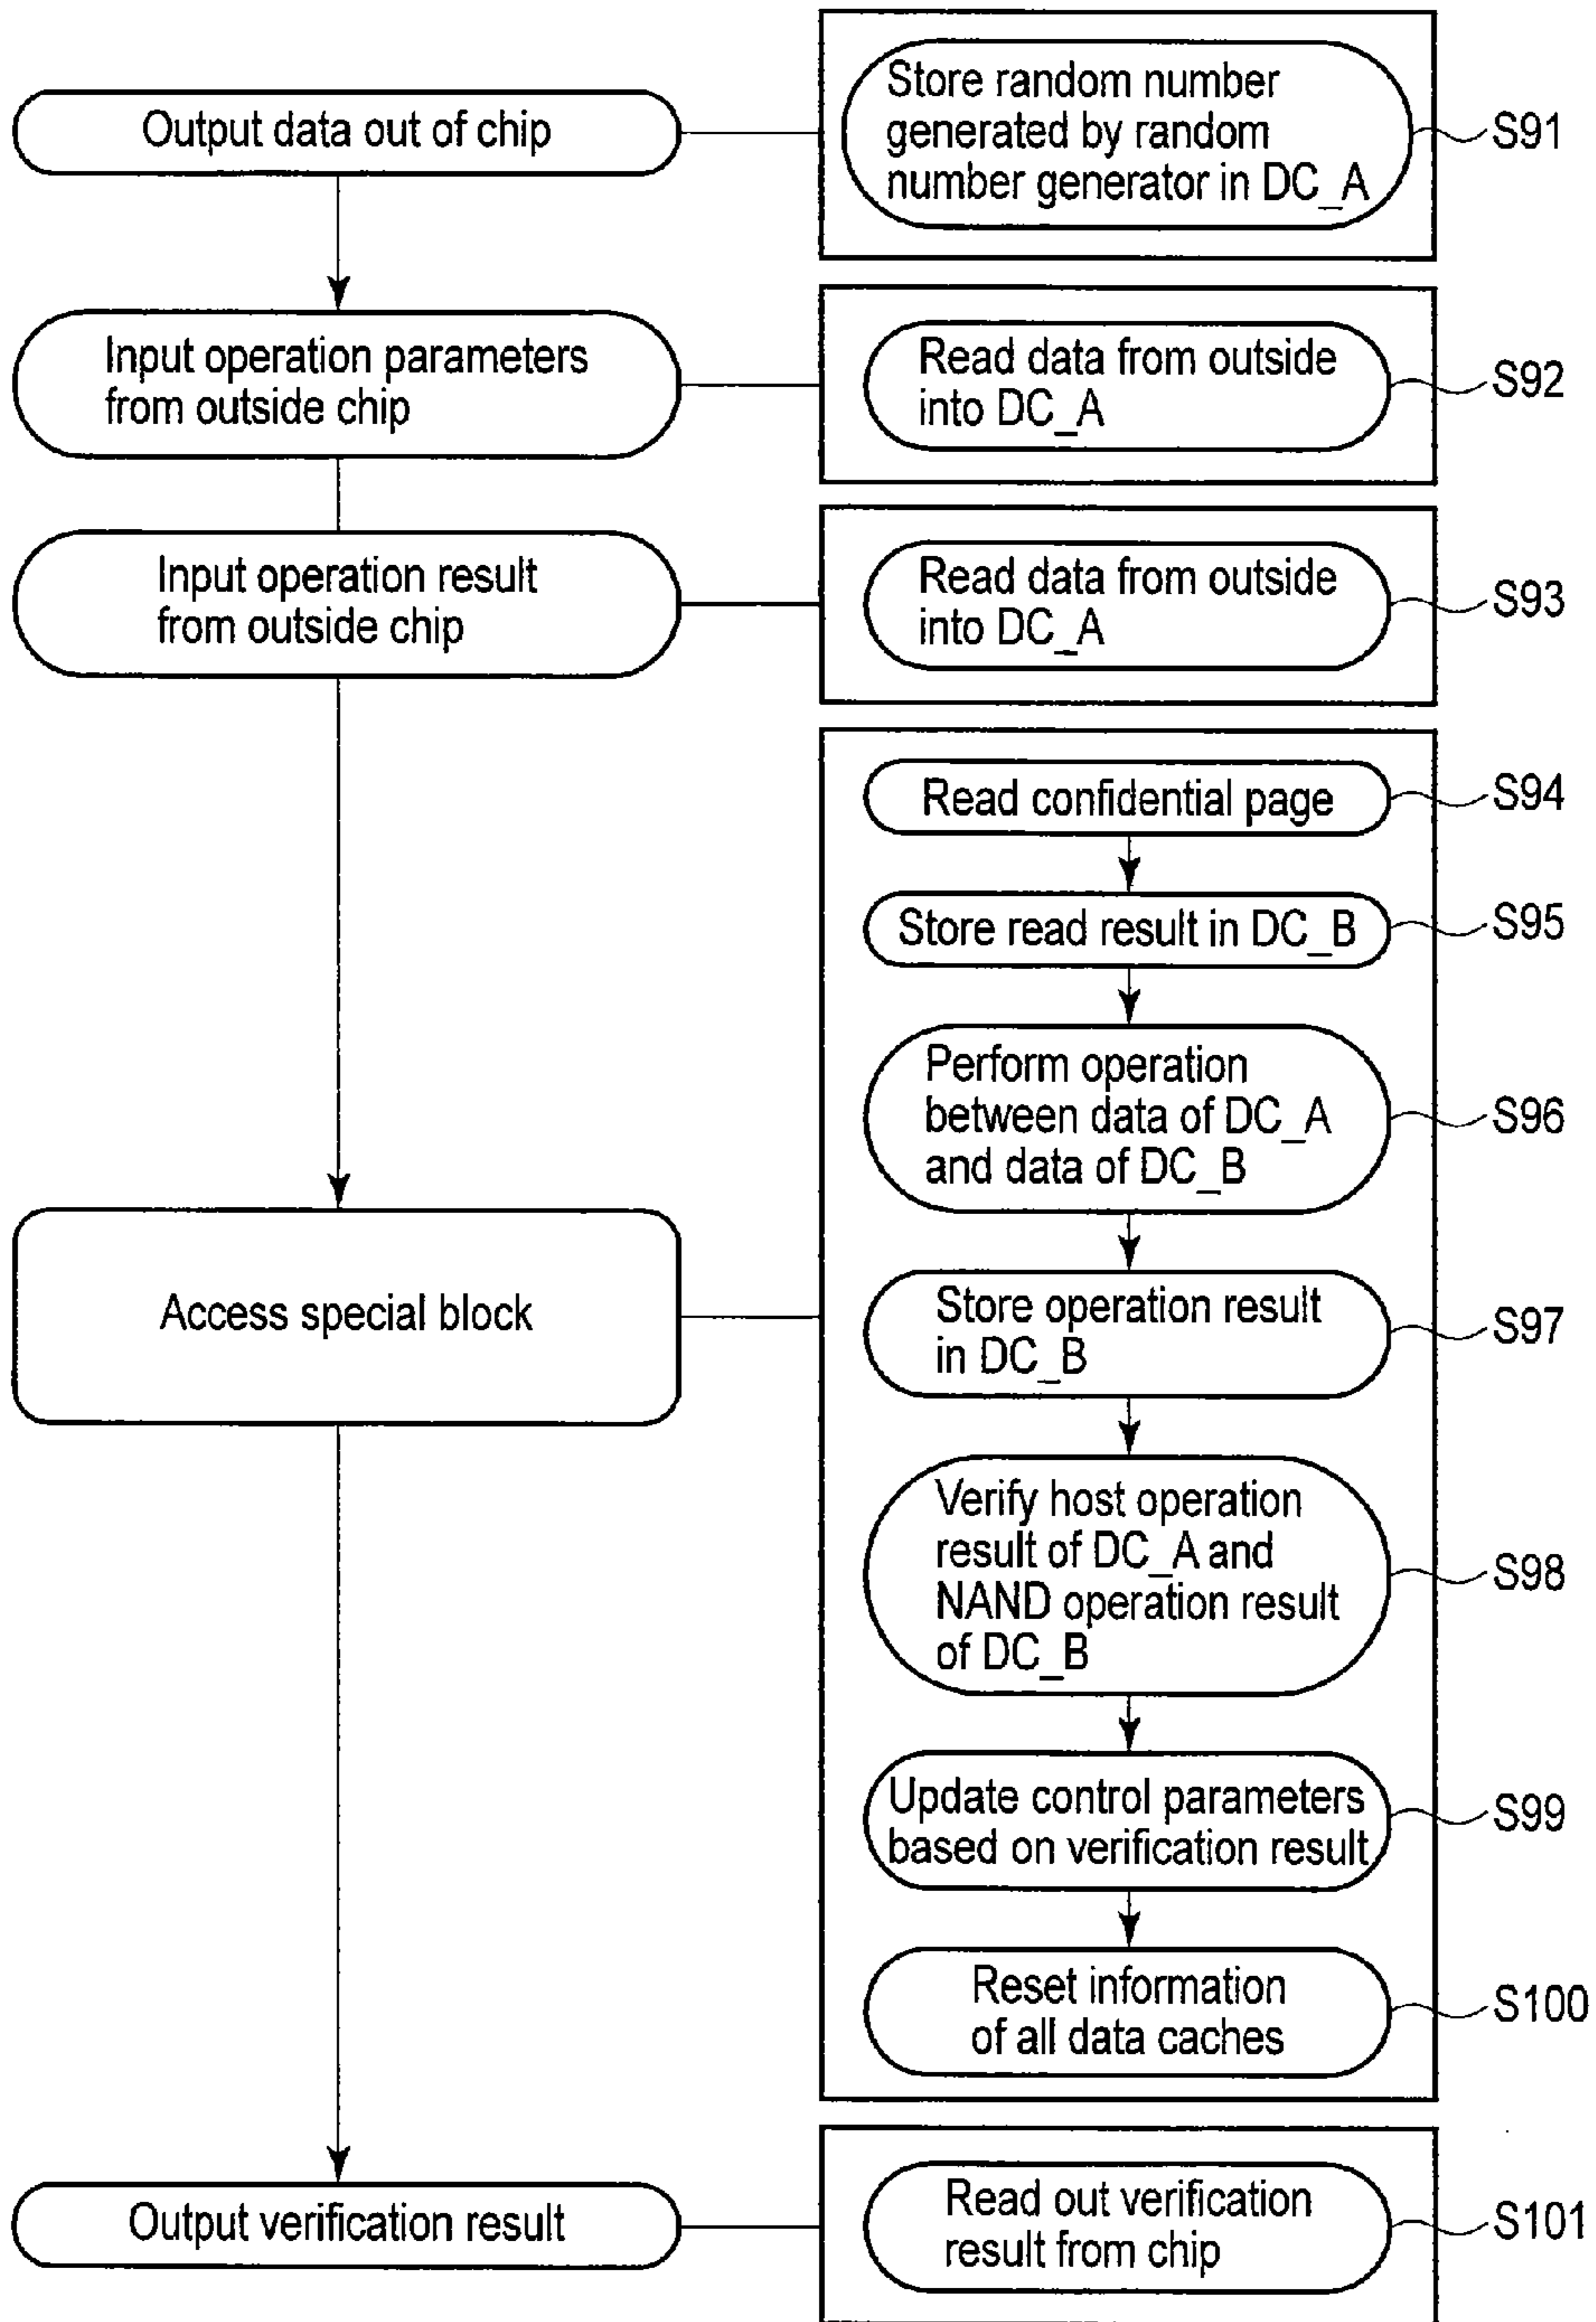 Output data out of chip
Store random number
generated by random
number generator in DC_A
S91
Input operation parameters
from outside chip
Read data from outside
into DC_A
S92
Input operation result
from outside chip
Read data from outside
into DC_A
S93
Access special block
Read confidential page
S94
Store read result in DC_B
S95
Perform operation
between data of DC_A
and data of DC_B
S96
Store operation result
in DC_B
S97
Verify host operation
result of DC_A and
NAND operation result
of DC_B
S98
Update control parameters
based on verification result
S99
Reset information
of all data caches
S100
Output verification result
Read out verification
result from chip
S101